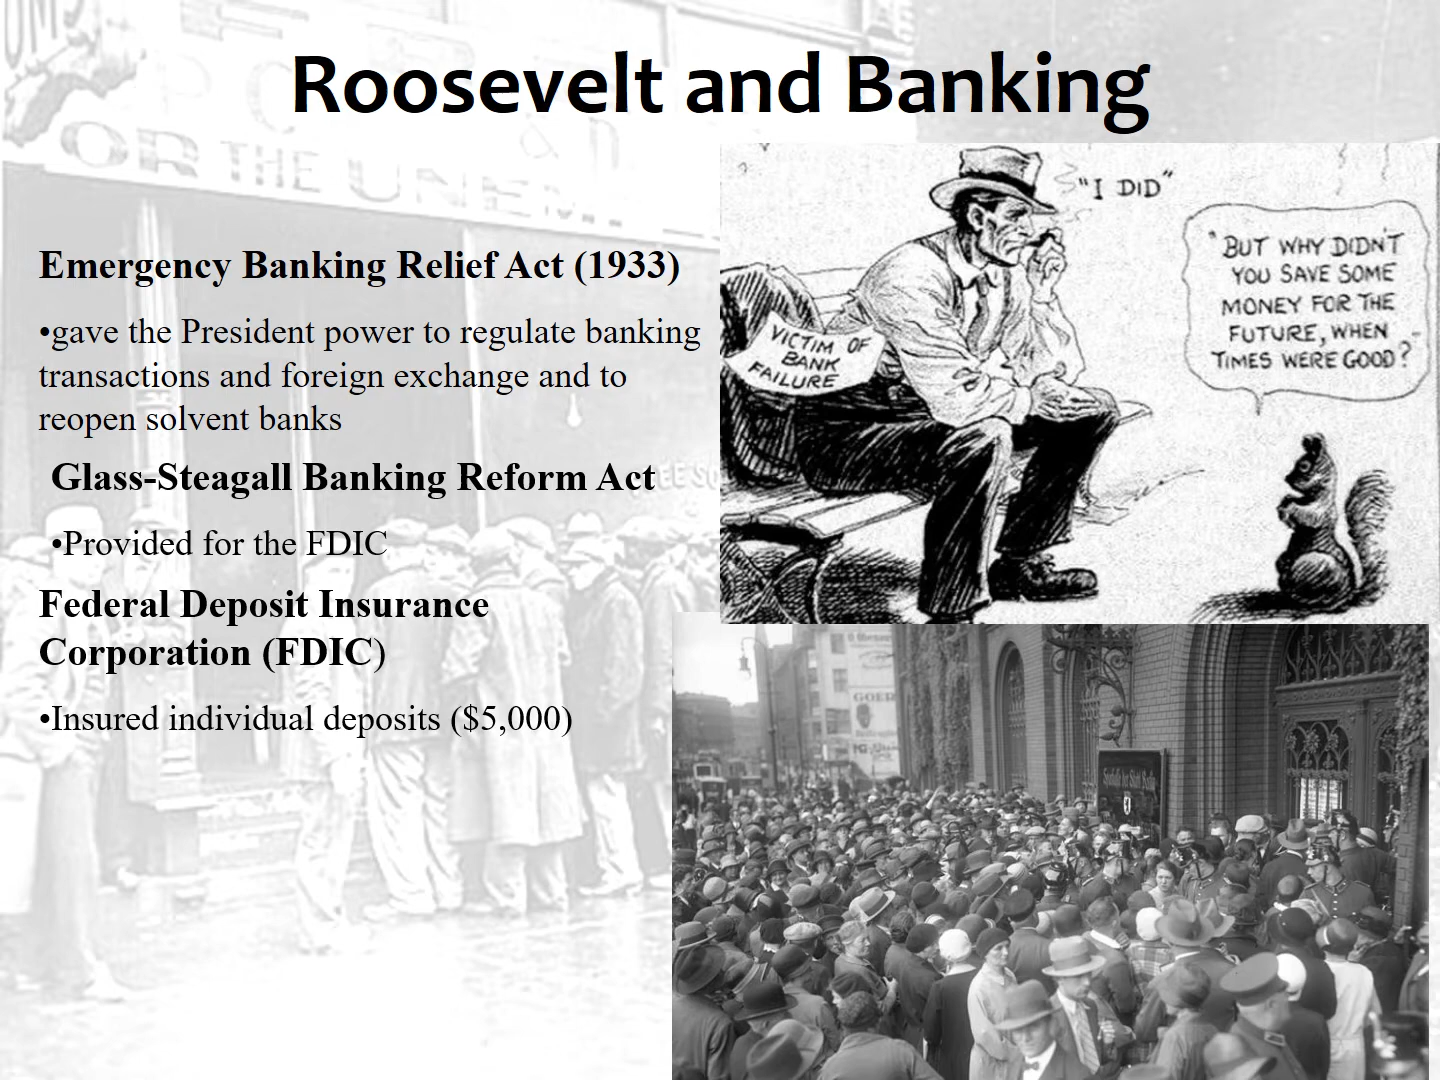 Roosevelt and Banking
Emergency Banking Relief Act (1933)
•gave the President power to regulate banking
transactions and foreign exchange and to
reopen solvent banks
Glass-Steagall Banking Reform Act
•Provided for the FDIC
Federal Deposit Insurance
Corporation (FDIC)
•Insured individual deposits ($5,000)
"I DID"
"BUT WHY DIDN'T
YOU SAVE SOME
MONEY FOR THE
FUTURE, WHEN
TIMES WERE GOOD?"
VICTIM OF
BANK
FAILURE
OR THE UNEM